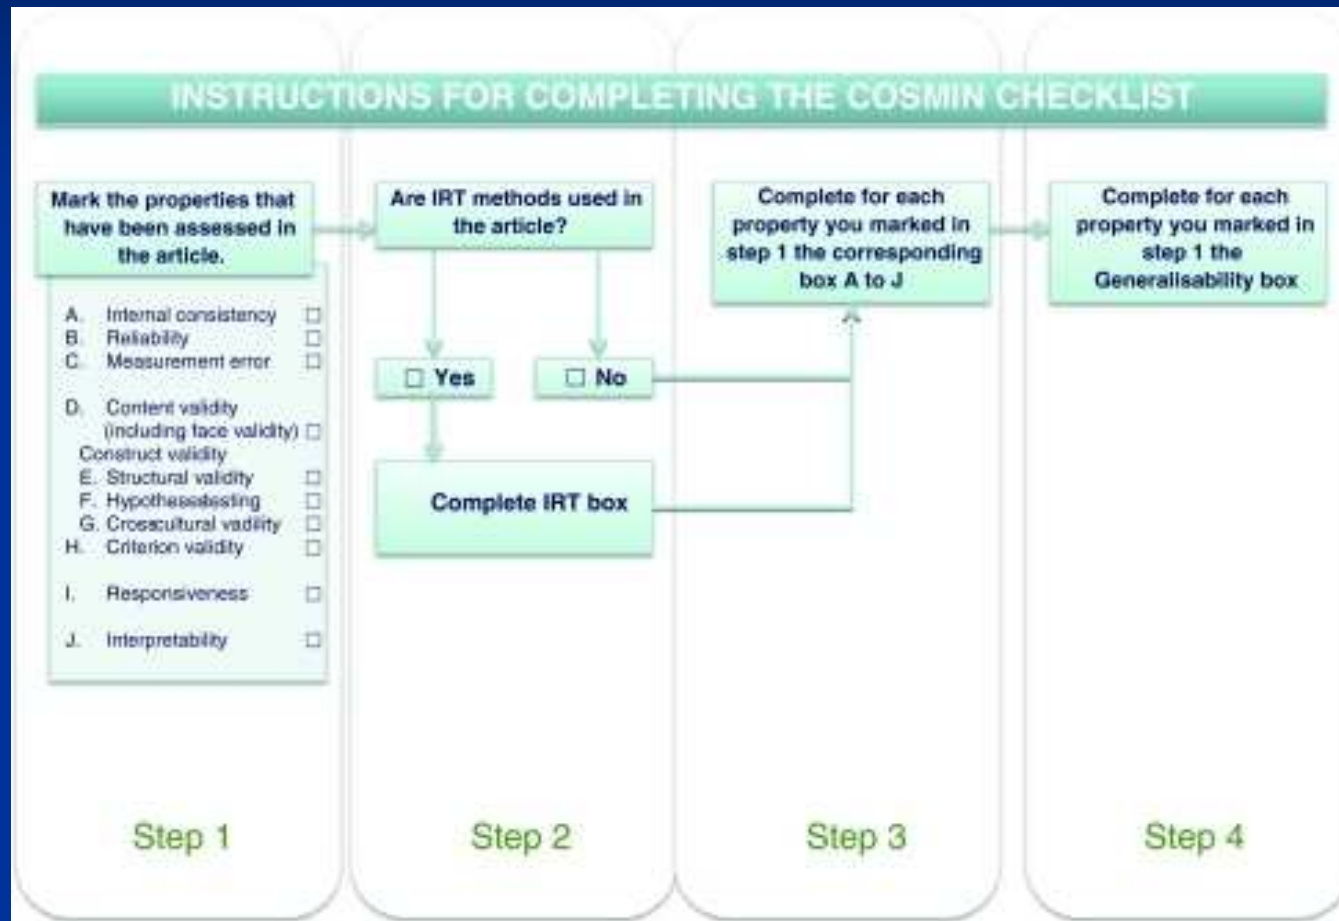 INSTRUCTIONS FOR COMPLETING THE COSMIN CHECKLIST
Mark the properties that
have been assessed in
the article.
A. Internal consistency □
B. Reliability □
C. Measurement error □
D. Content validity
(including face validity) □
Construct validity
E. Structural validity □
F. Hypothesestesting □
G. Crosscultural vadility □
H. Criterion validity □
I. Responsiveness □
J. Interpretability □
Step 1
Are IRT methods used in
the article?
□ Yes
□ No
Complete IRT box
Step 2
Complete for each
property you marked in
step 1 the corresponding
box A to J
Step 3
Complete for each
property you marked in
step 1 the
Generalisability box
Step 4